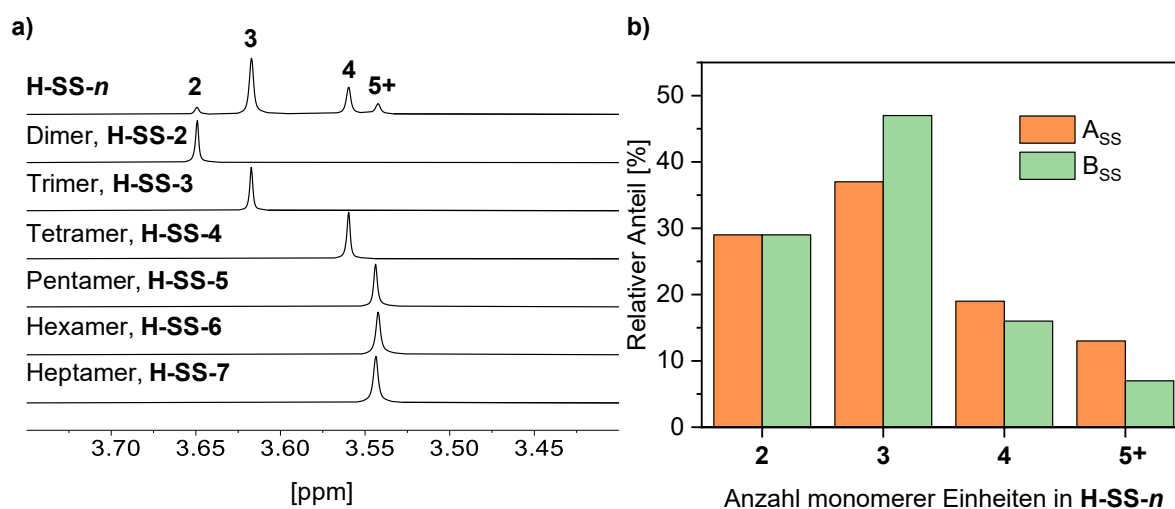 a)
3
4
2
5+
H-SS-n
Dimer, H-SS-2
Trimer, H-SS-3
Tetramer, H-SS-4
Pentamer, H-SS-5
Hexamer, H-SS-6
Heptamer, H-SS-7
3.70 3.65 3.60 3.55 3.50 3.45
[ppm]
b)
Relativer Anteil [%]
50
40
30
20
10
0
A_SS
B_SS
2 3 4 5+
Anzahl monomerer Einheiten in H-SS-n